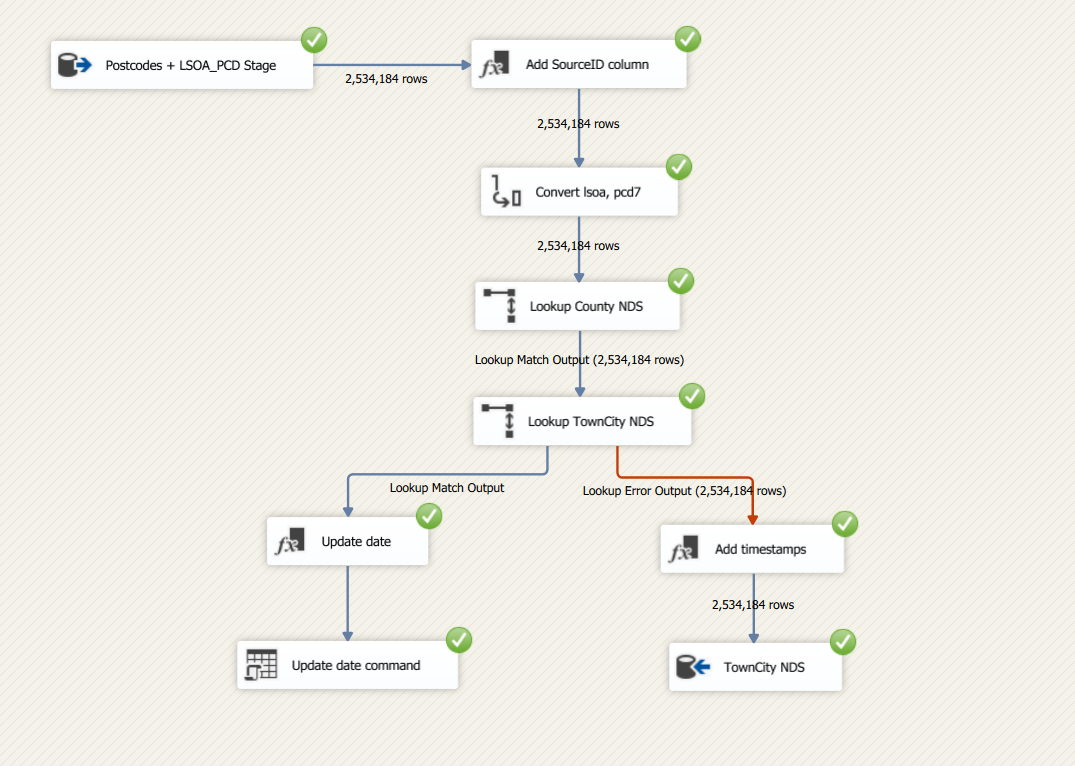 Postcodes + LSOA_PCD Stage
2,534,184 rows
Add SourceID column
2,534,184 rows
Convert lsoa, pcd7
2,534,184 rows
Lookup County NDS
Lookup Match Output (2,534,184 rows)
Lookup TownCity NDS
Lookup Match Output
Lookup Error Output (2,534,184 rows)
Update date
Add timestamps
2,534,184 rows
Update date command
TownCity NDS